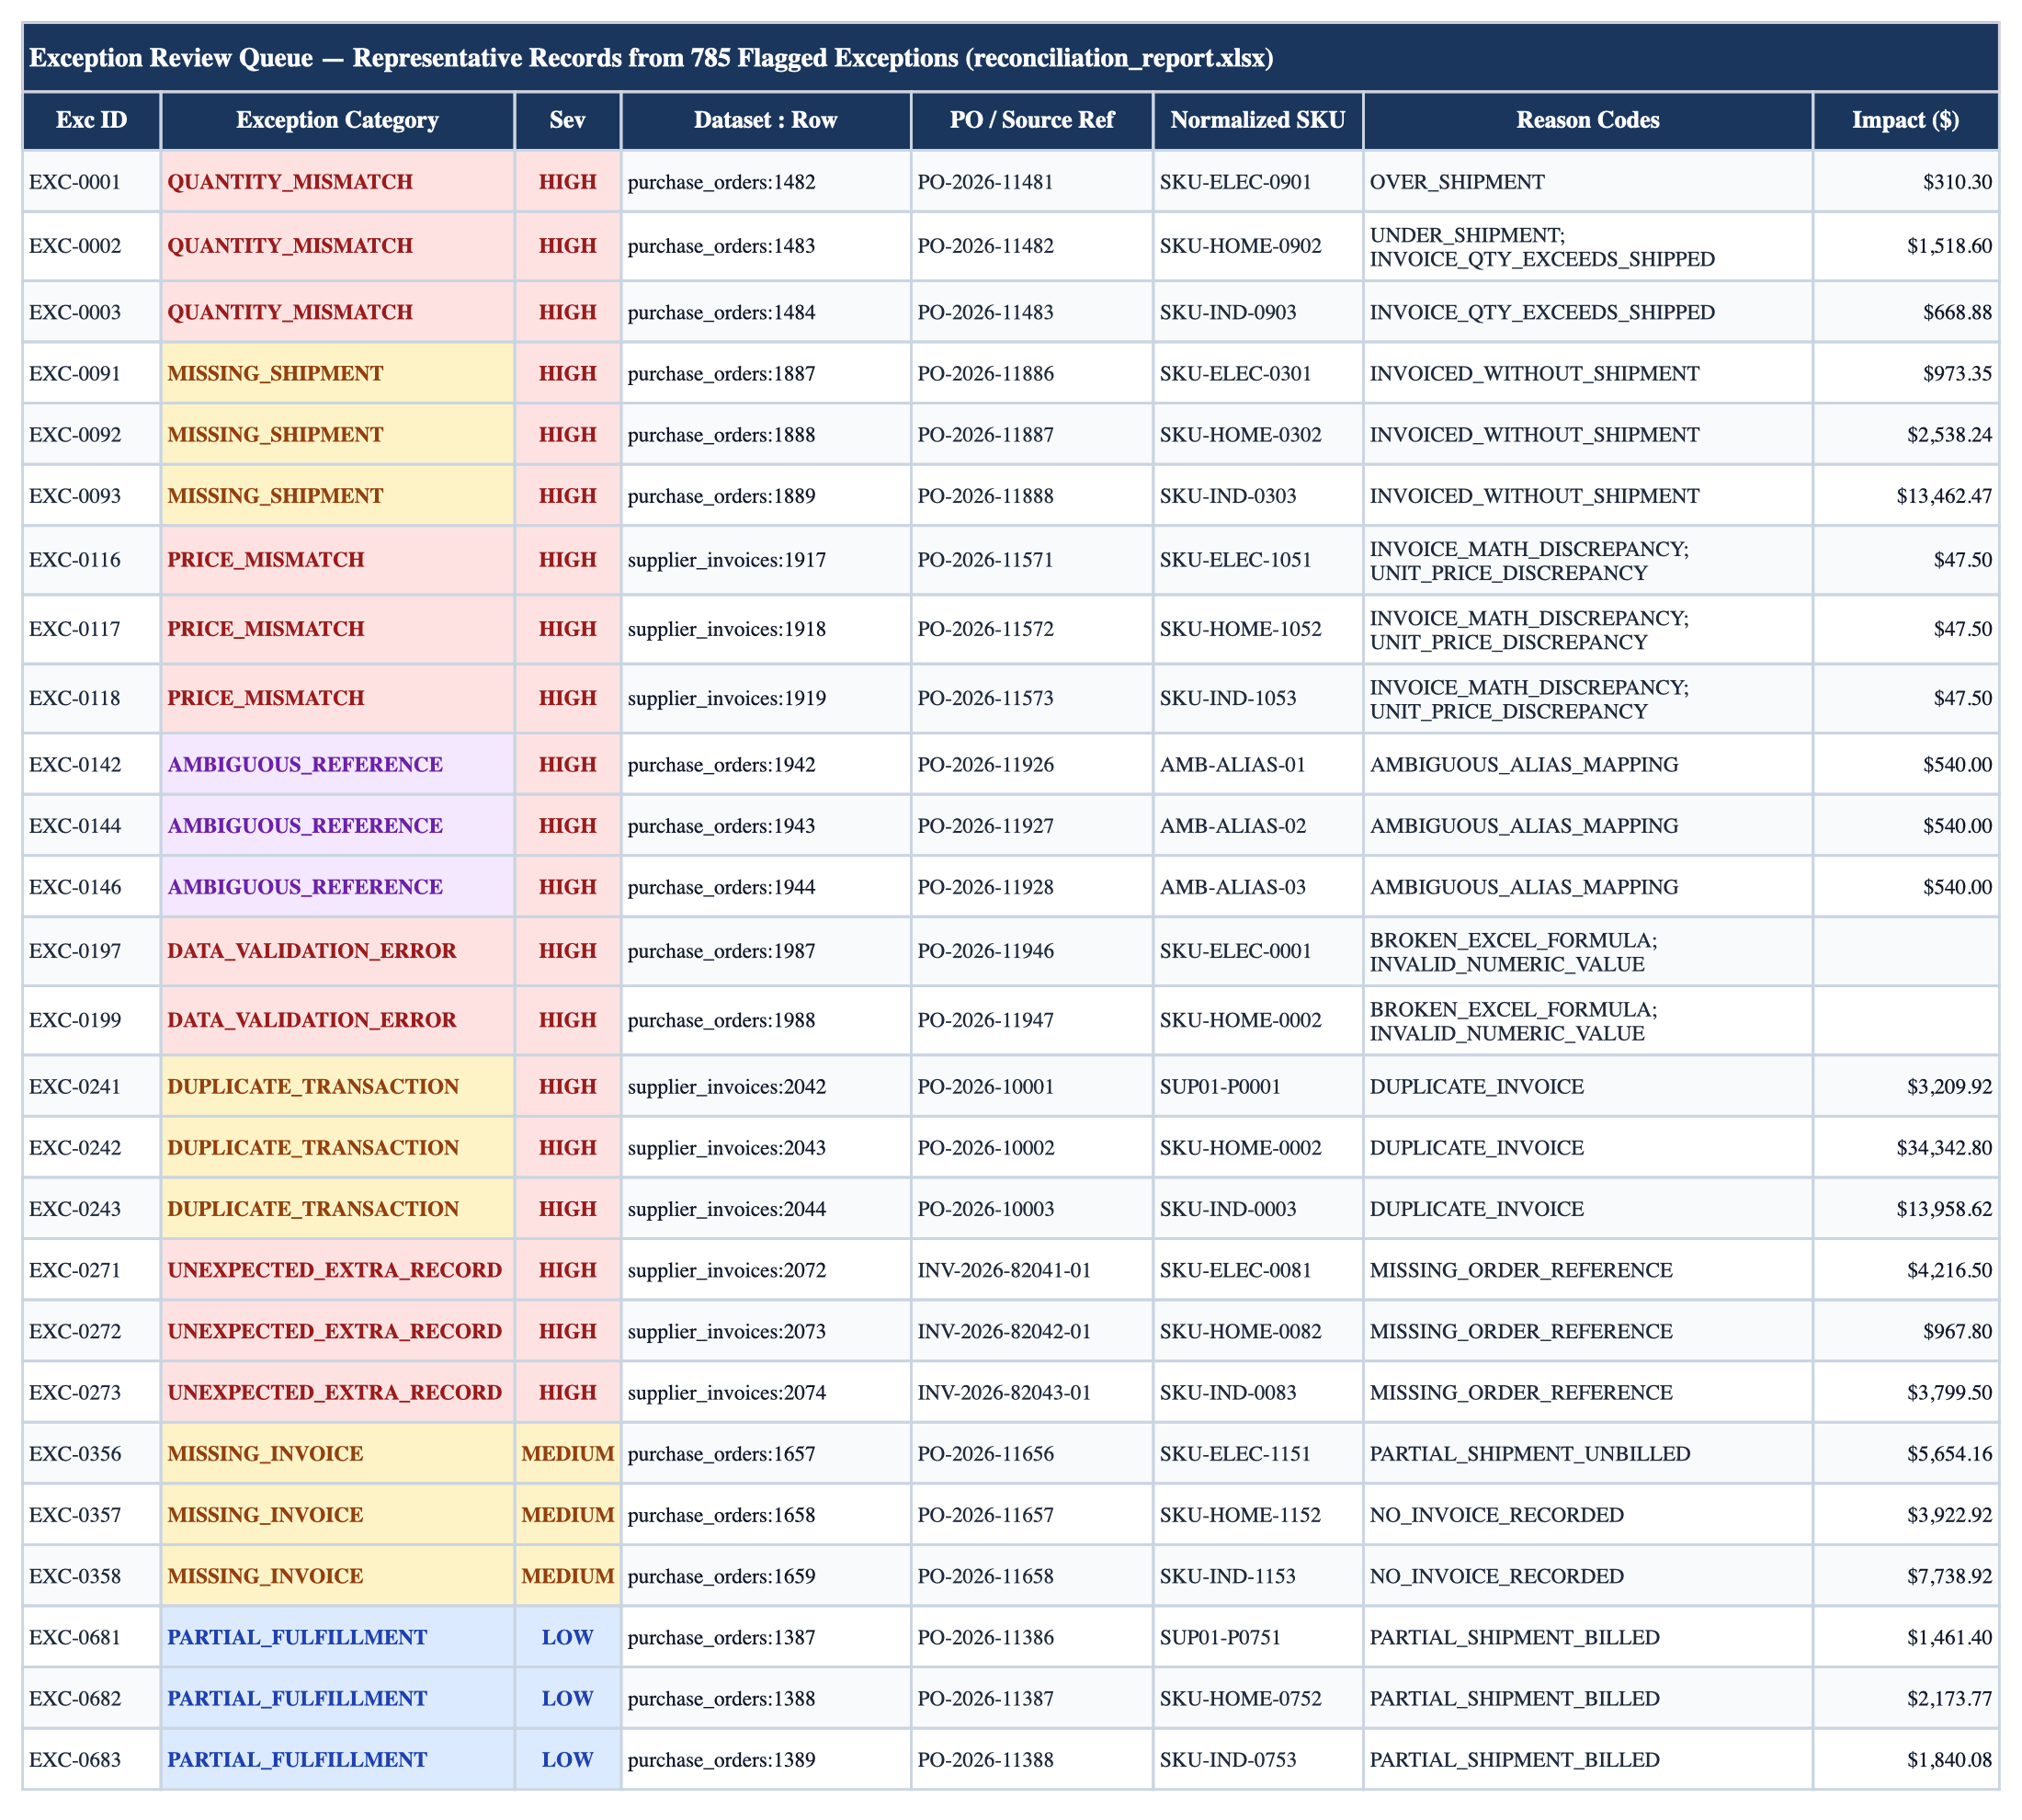 Exception Review Queue — Representative Records from 785 Flagged Exceptions (reconciliation_report.xlsx)
Exc ID Exception Category Sev Dataset : Row PO / Source Ref Normalized SKU Reason Codes Impact ($)
EXC-0001 QUANTITY_MISMATCH HIGH purchase_orders:1482 PO-2026-11481 SKU-ELEC-0901 OVER_SHIPMENT $310.30
EXC-0002 QUANTITY_MISMATCH HIGH purchase_orders:1483 PO-2026-11482 SKU-HOME-0902 UNDER_SHIPMENT; INVOICE_QTY_EXCEEDS_SHIPPED $1,518.60
EXC-0003 QUANTITY_MISMATCH HIGH purchase_orders:1484 PO-2026-11483 SKU-IND-0903 INVOICE_QTY_EXCEEDS_SHIPPED $668.88
EXC-0091 MISSING_SHIPMENT HIGH purchase_orders:1887 PO-2026-11886 SKU-ELEC-0301 INVOICED_WITHOUT_SHIPMENT $973.35
EXC-0092 MISSING_SHIPMENT HIGH purchase_orders:1888 PO-2026-11887 SKU-HOME-0302 INVOICED_WITHOUT_SHIPMENT $2,538.24
EXC-0093 MISSING_SHIPMENT HIGH purchase_orders:1889 PO-2026-11888 SKU-IND-0303 INVOICED_WITHOUT_SHIPMENT $13,462.47
EXC-0116 PRICE_MISMATCH HIGH supplier_invoices:1917 PO-2026-11571 SKU-ELEC-1051 INVOICE_MATH_DISCREPANCY; UNIT_PRICE_DISCREPANCY $47.50
EXC-0117 PRICE_MISMATCH HIGH supplier_invoices:1918 PO-2026-11572 SKU-HOME-1052 INVOICE_MATH_DISCREPANCY; UNIT_PRICE_DISCREPANCY $47.50
EXC-0118 PRICE_MISMATCH HIGH supplier_invoices:1919 PO-2026-11573 SKU-IND-1053 INVOICE_MATH_DISCREPANCY; UNIT_PRICE_DISCREPANCY $47.50
EXC-0142 AMBIGUOUS_REFERENCE HIGH purchase_orders:1942 PO-2026-11926 AMB-ALIAS-01 AMBIGUOUS_ALIAS_MAPPING $540.00
EXC-0144 AMBIGUOUS_REFERENCE HIGH purchase_orders:1943 PO-2026-11927 AMB-ALIAS-02 AMBIGUOUS_ALIAS_MAPPING $540.00
EXC-0146 AMBIGUOUS_REFERENCE HIGH purchase_orders:1944 PO-2026-11928 AMB-ALIAS-03 AMBIGUOUS_ALIAS_MAPPING $540.00
EXC-0197 DATA_VALIDATION_ERROR HIGH purchase_orders:1987 PO-2026-11946 SKU-ELEC-0001 BROKEN_EXCEL_FORMULA; INVALID_NUMERIC_VALUE
EXC-0199 DATA_VALIDATION_ERROR HIGH purchase_orders:1988 PO-2026-11947 SKU-HOME-0002 BROKEN_EXCEL_FORMULA; INVALID_NUMERIC_VALUE
EXC-0241 DUPLICATE_TRANSACTION HIGH supplier_invoices:2042 PO-2026-10001 SUP01-P0001 DUPLICATE_INVOICE $3,209.92
EXC-0242 DUPLICATE_TRANSACTION HIGH supplier_invoices:2043 PO-2026-10002 SKU-HOME-0002 DUPLICATE_INVOICE $34,342.80
EXC-0243 DUPLICATE_TRANSACTION HIGH supplier_invoices:2044 PO-2026-10003 SKU-IND-0003 DUPLICATE_INVOICE $13,958.62
EXC-0271 UNEXPECTED_EXTRA_RECORD HIGH supplier_invoices:2072 INV-2026-82041-01 SKU-ELEC-0081 MISSING_ORDER_REFERENCE $4,216.50
EXC-0272 UNEXPECTED_EXTRA_RECORD HIGH supplier_invoices:2073 INV-2026-82042-01 SKU-HOME-0082 MISSING_ORDER_REFERENCE $967.80
EXC-0273 UNEXPECTED_EXTRA_RECORD HIGH supplier_invoices:2074 INV-2026-82043-01 SKU-IND-0083 MISSING_ORDER_REFERENCE $3,799.50
EXC-0356 MISSING_INVOICE MEDIUM purchase_orders:1657 PO-2026-11656 SKU-ELEC-1151 PARTIAL_SHIPMENT_UNBILLED $5,654.16
EXC-0357 MISSING_INVOICE MEDIUM purchase_orders:1658 PO-2026-11657 SKU-HOME-1152 NO_INVOICE_RECORDED $3,922.92
EXC-0358 MISSING_INVOICE MEDIUM purchase_orders:1659 PO-2026-11658 SKU-IND-1153 NO_INVOICE_RECORDED $7,738.92
EXC-0681 PARTIAL_FULFILLMENT LOW purchase_orders:1387 PO-2026-11386 SUP01-P0751 PARTIAL_SHIPMENT_BILLED $1,461.40
EXC-0682 PARTIAL_FULFILLMENT LOW purchase_orders:1388 PO-2026-11387 SKU-HOME-0752 PARTIAL_SHIPMENT_BILLED $2,173.77
EXC-0683 PARTIAL_FULFILLMENT LOW purchase_orders:1389 PO-2026-11388 SKU-IND-0753 PARTIAL_SHIPMENT_BILLED $1,840.08